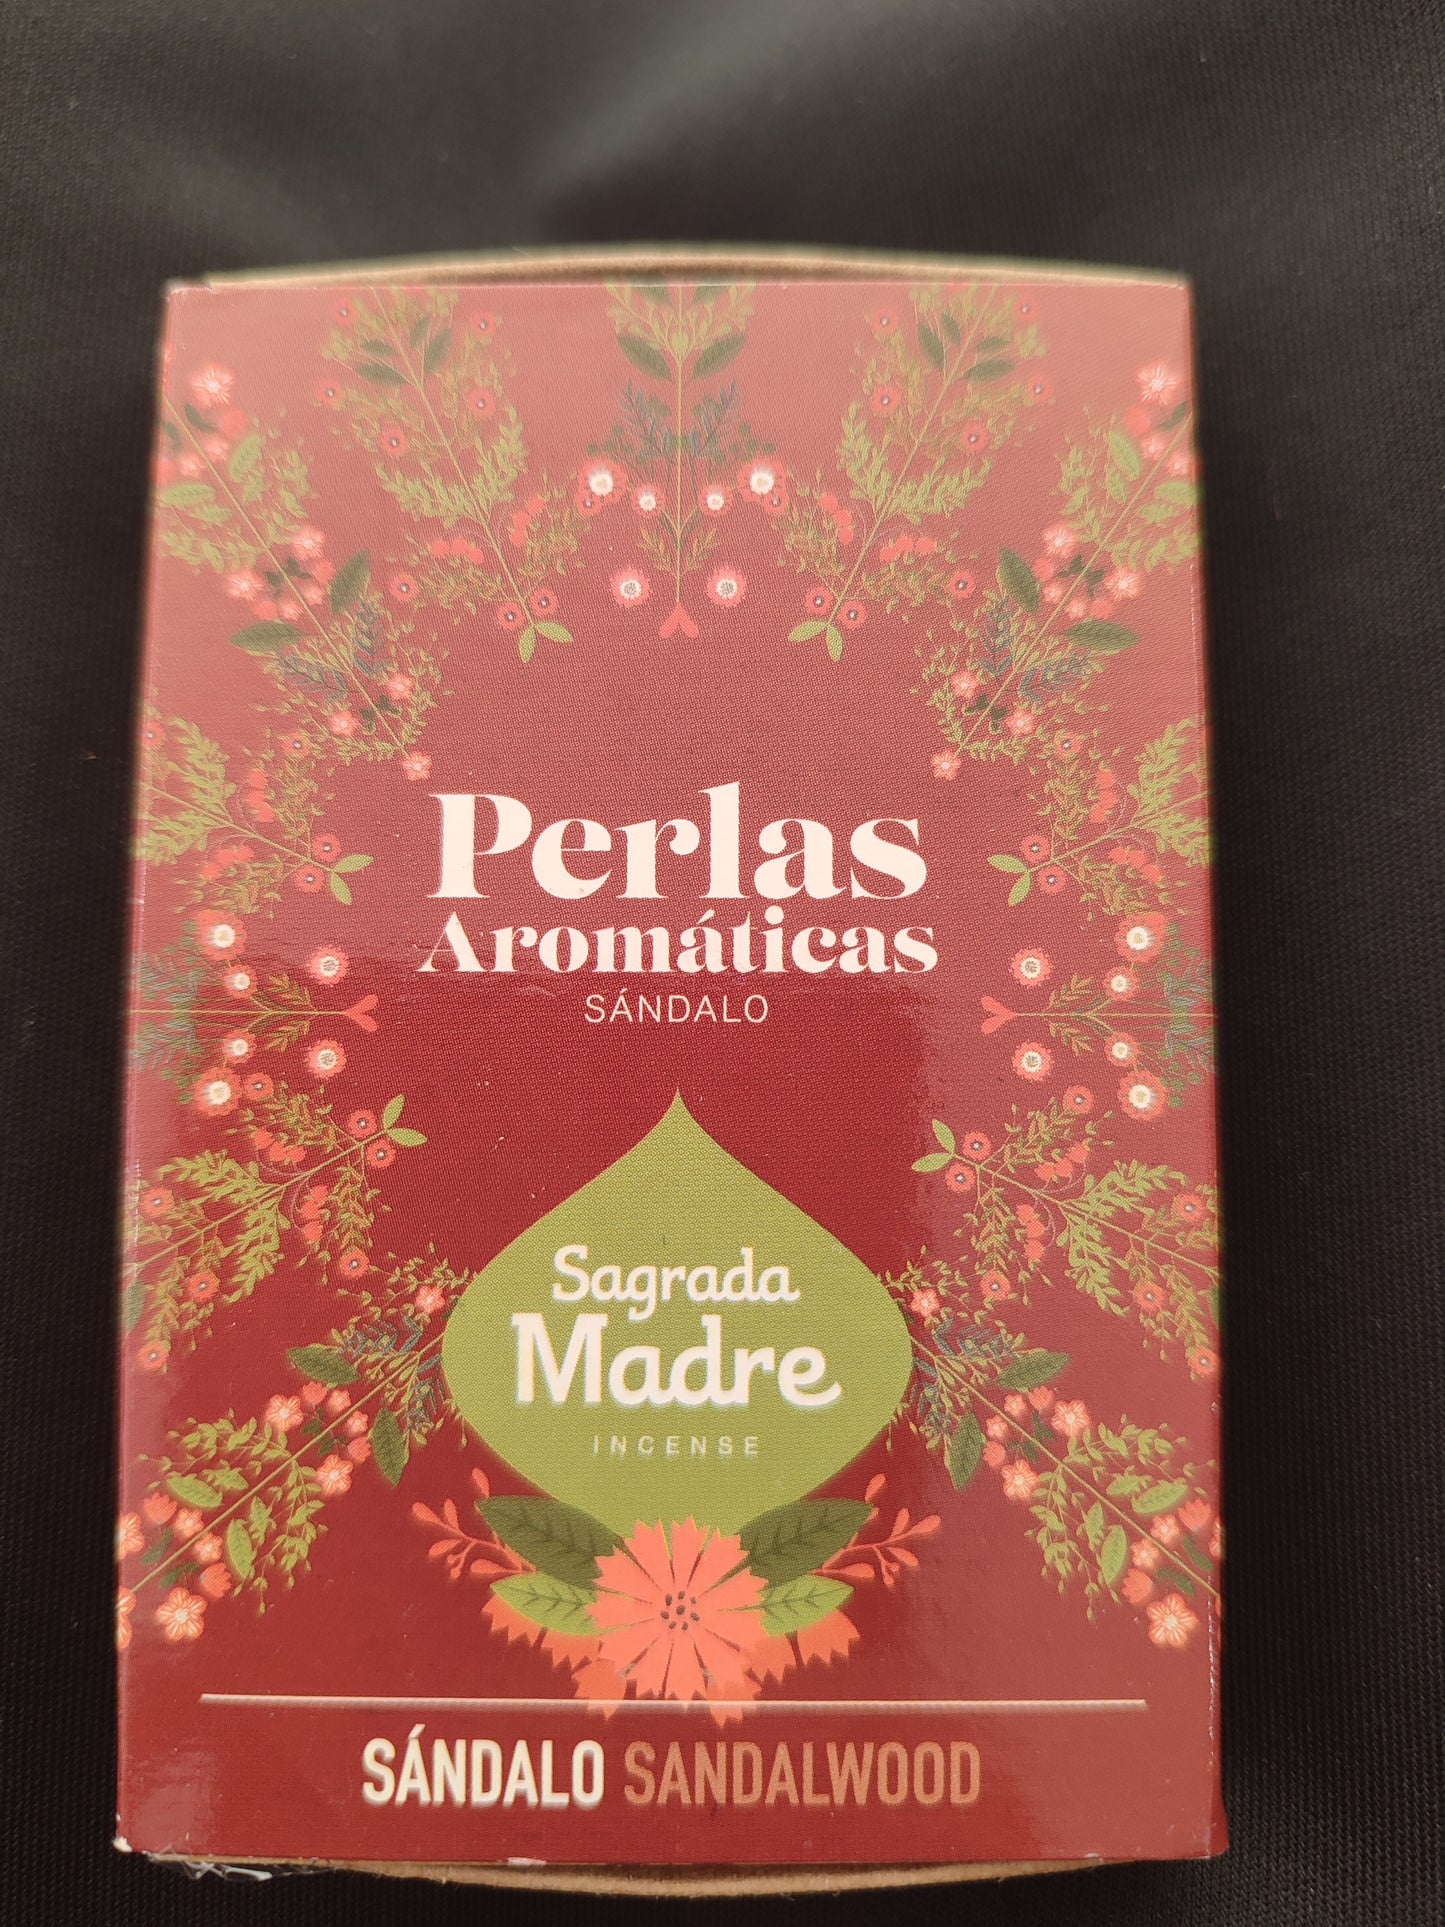 Perlas
Aromáticas
SÁNDALO
Sagrada
Madre
INCENSE
SÁNDALO SANDALWOOD